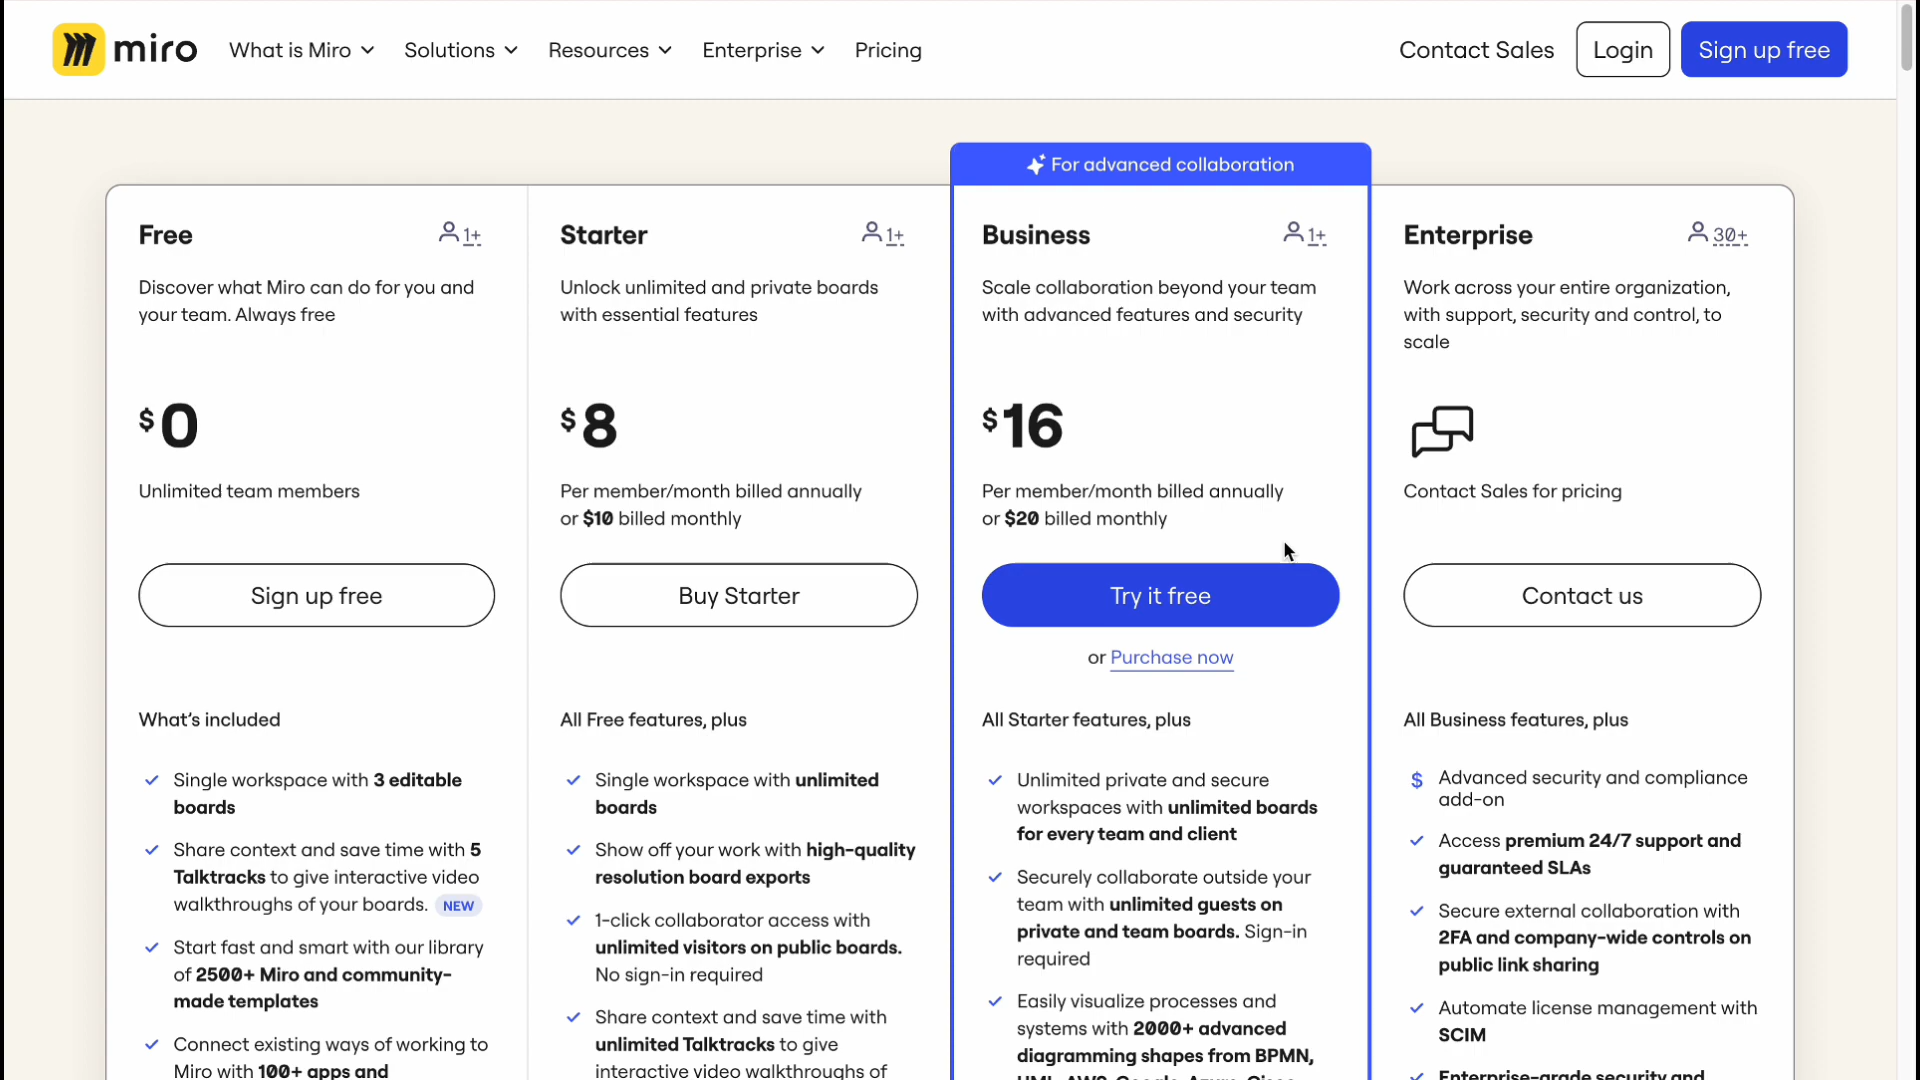 miro
What is Miro
Solutions
Resources
Enterprise
Pricing
Contact Sales
Login
Sign up free
For advanced collaboration
Free
1+
Discover what Miro can do for you and
your team. Always free
$0
Unlimited team members
Sign up free
What's included
Single workspace with 3 editable
boards
Share context and save time with 5
Talktracks to give interactive video
walkthroughs of your boards. NEW
Start fast and smart with our library
of 2500+ Miro and community-
made templates
Connect existing ways of working to
Miro with 100+ apps and
Starter
1+
Unlock unlimited and private boards
with essential features
$8
Per member/month billed annually
or $10 billed monthly
Buy Starter
All Free features, plus
Single workspace with unlimited
boards
Show off your work with high-quality
resolution board exports
1-click collaborator access with
unlimited visitors on public boards.
No sign-in required
Share context and save time with
unlimited Talktracks to give
interactive video walkthroughs of
Business
1+
Scale collaboration beyond your team
with advanced features and security
$16
Per member/month billed annually
or $20 billed monthly
Try it free
or Purchase now
All Starter features, plus
Unlimited private and secure
workspaces with unlimited boards
for every team and client
Securely collaborate outside your
team with unlimited guests on
private and team boards. Sign-in
required
Easily visualize processes and
systems with 2000+ advanced
diagramming shapes from BPMN,
UML, AWS, Google, Azure, Cisco
Enterprise
30+
Work across your entire organization,
with support, security and control, to
scale
Contact Sales for pricing
Contact us
All Business features, plus
$ Advanced security and compliance
add-on
Access premium 24/7 support and
guaranteed SLAs
Secure external collaboration with
2FA and company-wide controls on
public link sharing
Automate license management with
SCIM
Enterprise-grade security and